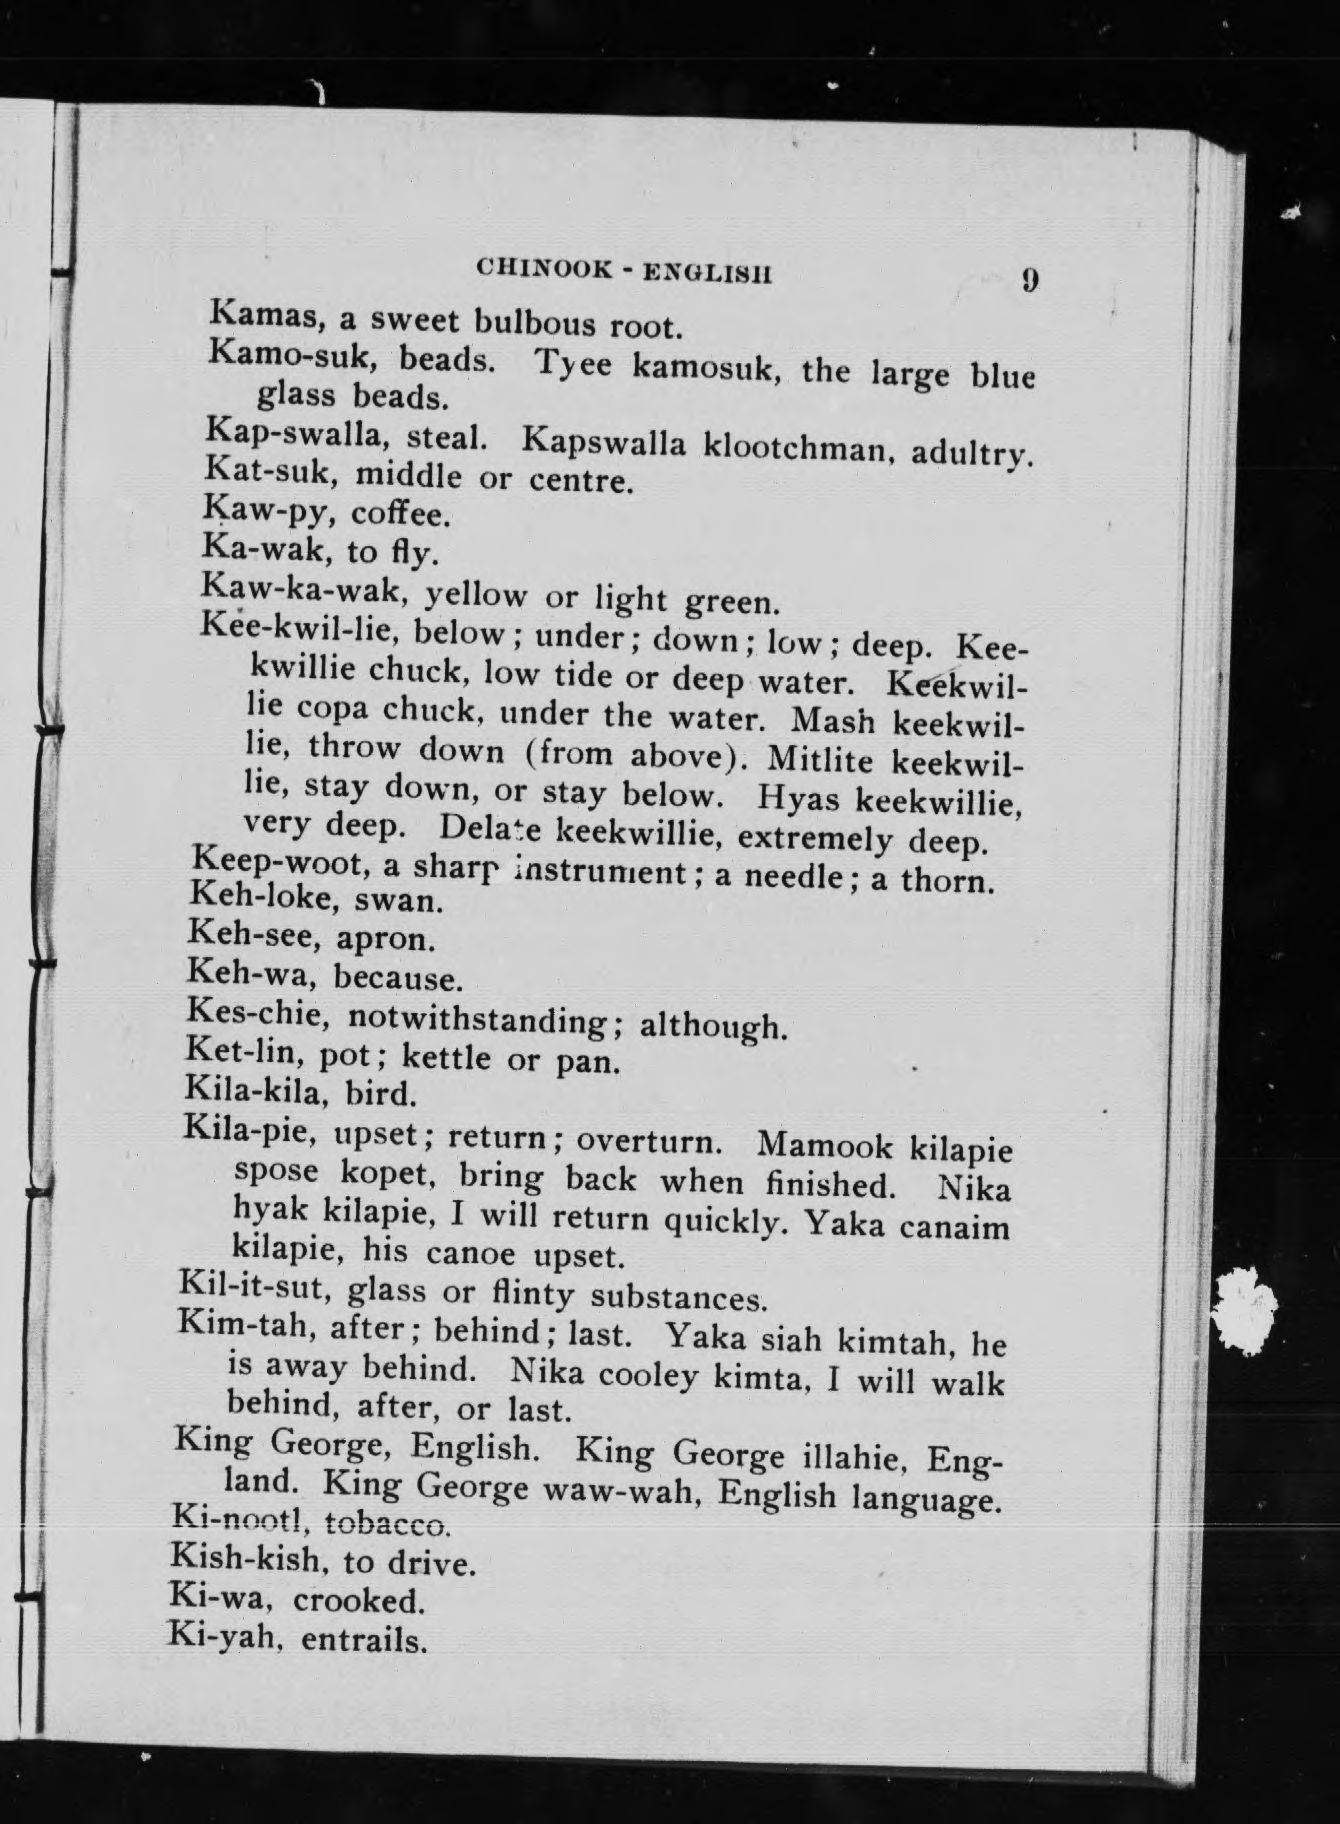 CHINOOK - ENGLISH 9
Kamas, a sweet bulbous root.
Kamo-suk, beads. Tyee kamosuk, the large blue
glass beads.
Kap-swalla, steal. Kapswalla klootchman, adultry.
Kat-suk, middle or centre.
Kaw-py, coffee.
Ka-wak, to fly.
Kaw-ka-wak, yellow or light green.
Kee-kwil-lie, below; under; down; low; deep. Kee-
kwillie chuck, low tide or deep water. Keekwil-
lie copa chuck, under the water. Mash keekwil-
lie, throw down (from above). Mitlite keekwil-
lie, stay down, or stay below. Hyas keekwillie,
very deep. Delate keekwillie, extremely deep.
Keep-woot, a sharp instrument; a needle; a thorn.
Keh-loke, swan.
Keh-see, apron.
Keh-wa, because.
Kes-chie, notwithstanding; although.
Ket-lin, pot; kettle or pan.
Kila-kila, bird.
Kila-pie, upset; return; overturn. Mamook kilapie
spose kopet, bring back when finished. Nika
hyak kilapie, I will return quickly. Yaka canaim
kilapie, his canoe upset.
Kil-it-sut, glass or flinty substances.
Kim-tah, after; behind; last. Yaka siah kimtah, he
is away behind. Nika cooley kimta, I will walk
behind, after, or last.
King George, English. King George illahie, Eng-
land. King George waw-wah, English language.
Ki-nootl, tobacco.
Kish-kish, to drive.
Ki-wa, crooked.
Ki-yah, entrails.